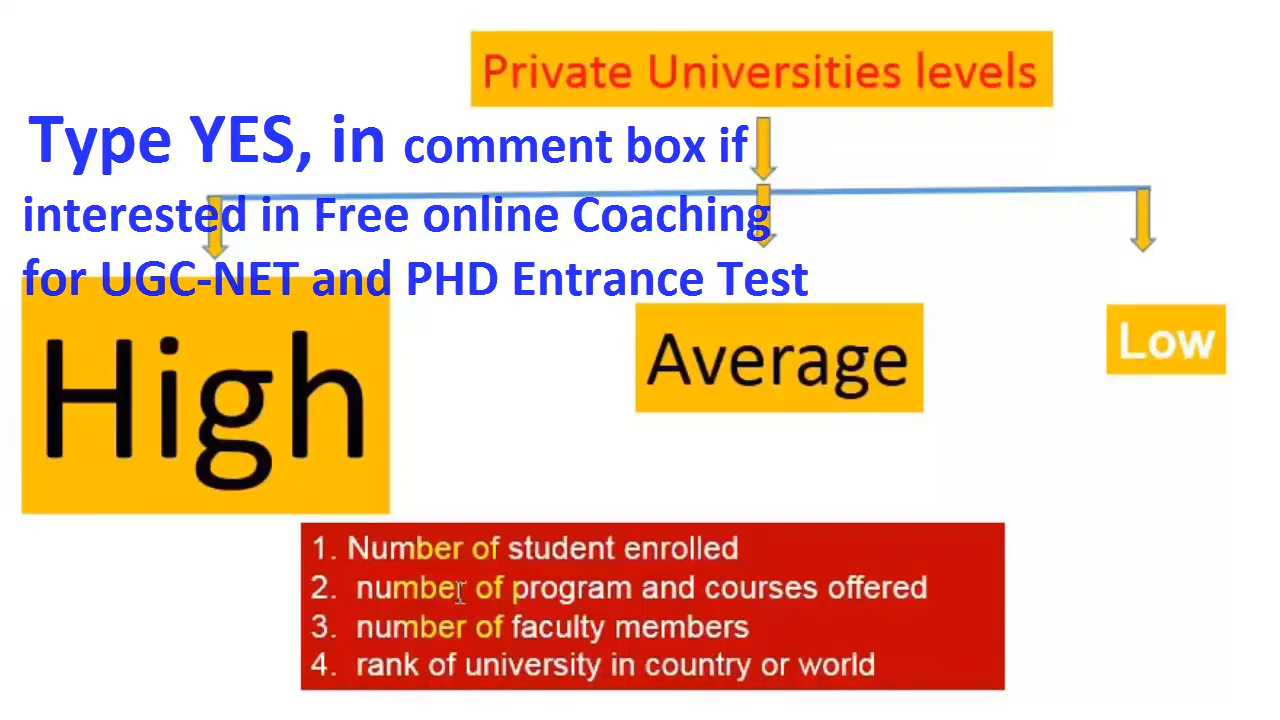 Private Universities levels
Type YES, in comment box if
interested in Free online Coaching
for UGC-NET and PHD Entrance Test
High
Average
Low
1. Number of student enrolled
2. number of program and courses offered
3. number of faculty members
4. rank of university in country or world